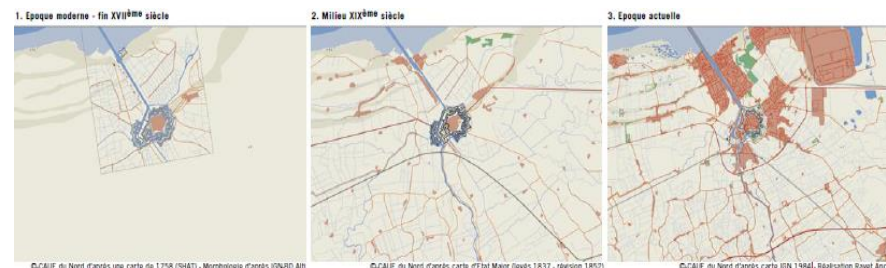 1. Epoque moderne - fin XVIIème siècle
2. Milieu XIXème siècle
3. Epoque actuelle
©-CAUE du Nord d'après une carte de 1758 (SHAT) - Morphologie d'après IGN-BD Alti
©-CAUE du Nord d'après carte d'Etat Major (levés 1832 - révision 1852)
©-CAUE du Nord d'après carte IGN 1984, Réalisation Ravet